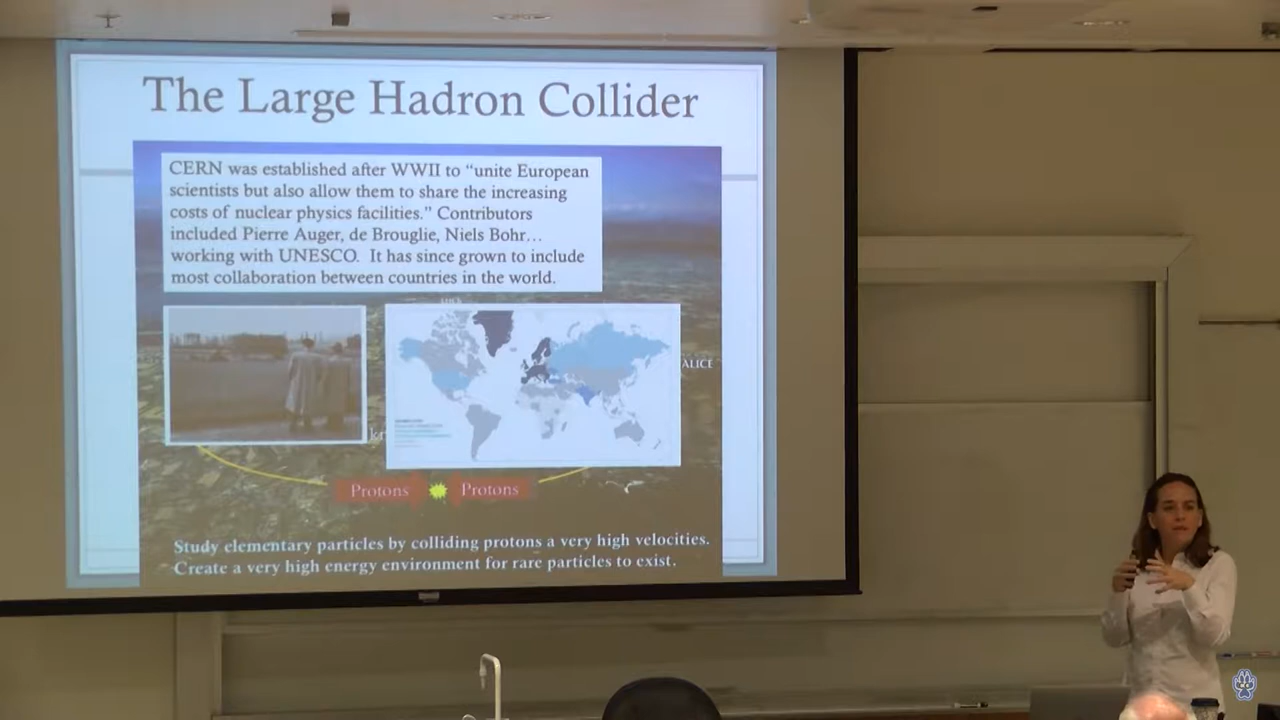 The Large Hadron Collider
CERN was established after WWII to “unite European
scientists but also allow them to share the increasing
costs of nuclear physics facilities.” Contributors
included Pierre Auger, de Brouglie, Niels Bohr…
working with UNESCO. It has since grown to include
most collaboration between countries in the world.
ALICE
Protons
Protons
Study elementary particles by colliding protons a very high velocities.
Create a very high energy environment for rare particles to exist.